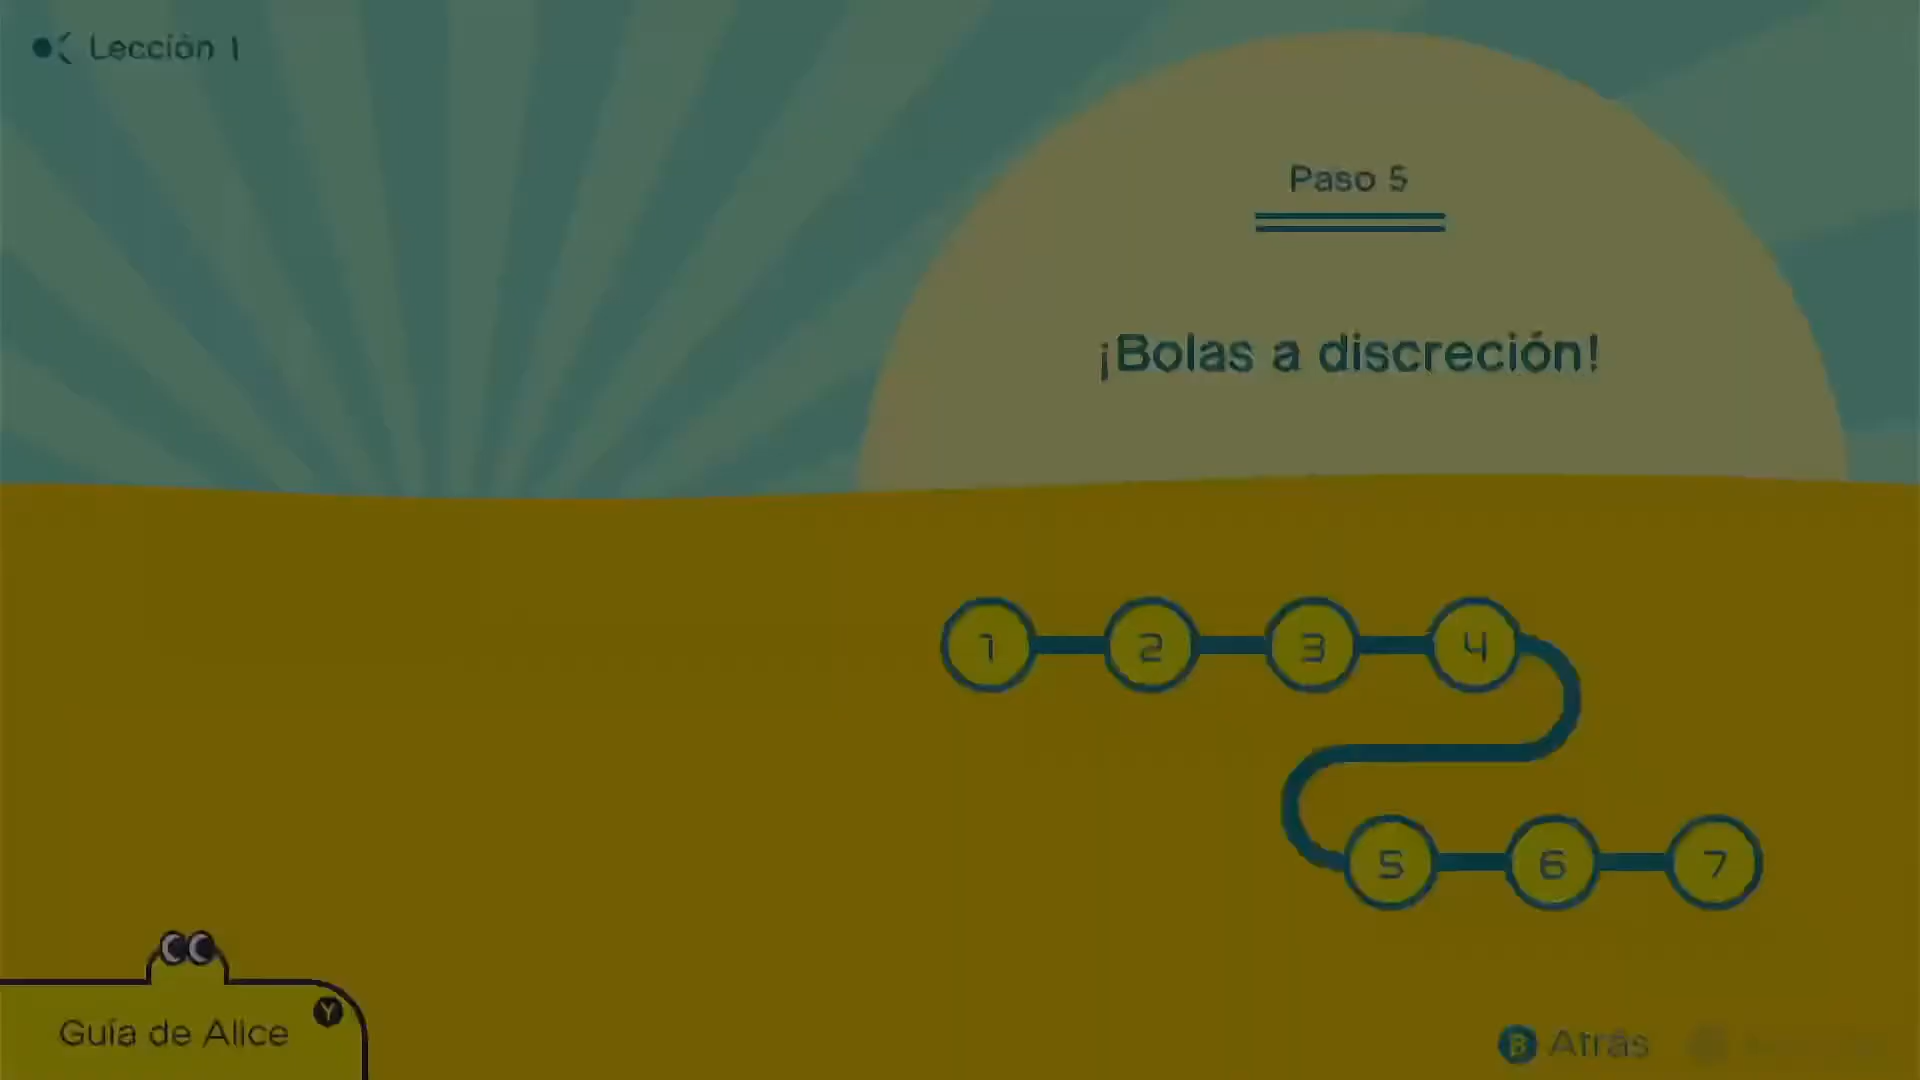 Lección 1
Paso 5
¡Bolas a discreción!
1 2 3 4
5 6 7
Guía de Alice
Y
B Atrás